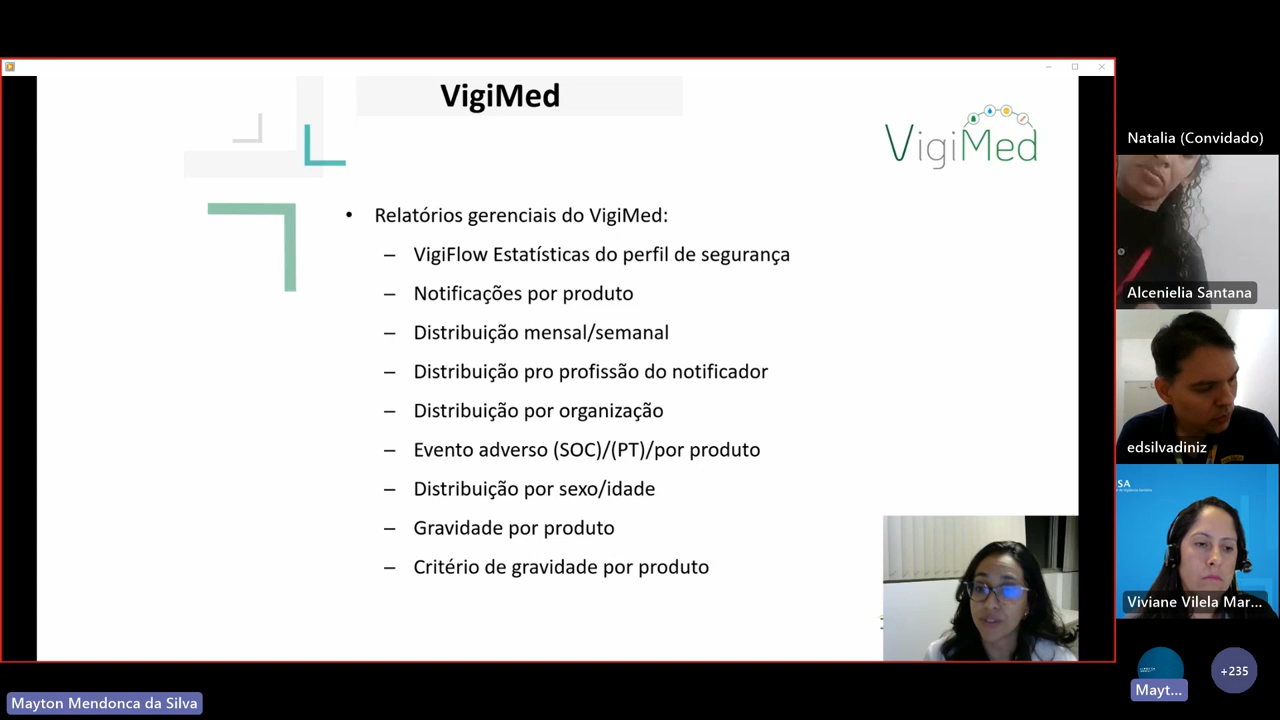 VigiMed
VigiMed
• Relatórios gerenciais do VigiMed:
– VigiFlow Estatísticas do perfil de segurança
– Notificações por produto
– Distribuição mensal/semanal
– Distribuição pro profissão do notificador
– Distribuição por organização
– Evento adverso (SOC)/(PT)/por produto
– Distribuição por sexo/idade
– Gravidade por produto
– Critério de gravidade por produto
Natalia (Convidado)
Alcenielia Santana
edsilvadiniz
SA
Viviane Vilela Mar...
Mayt...
+235
Mayton Mendonca da Silva